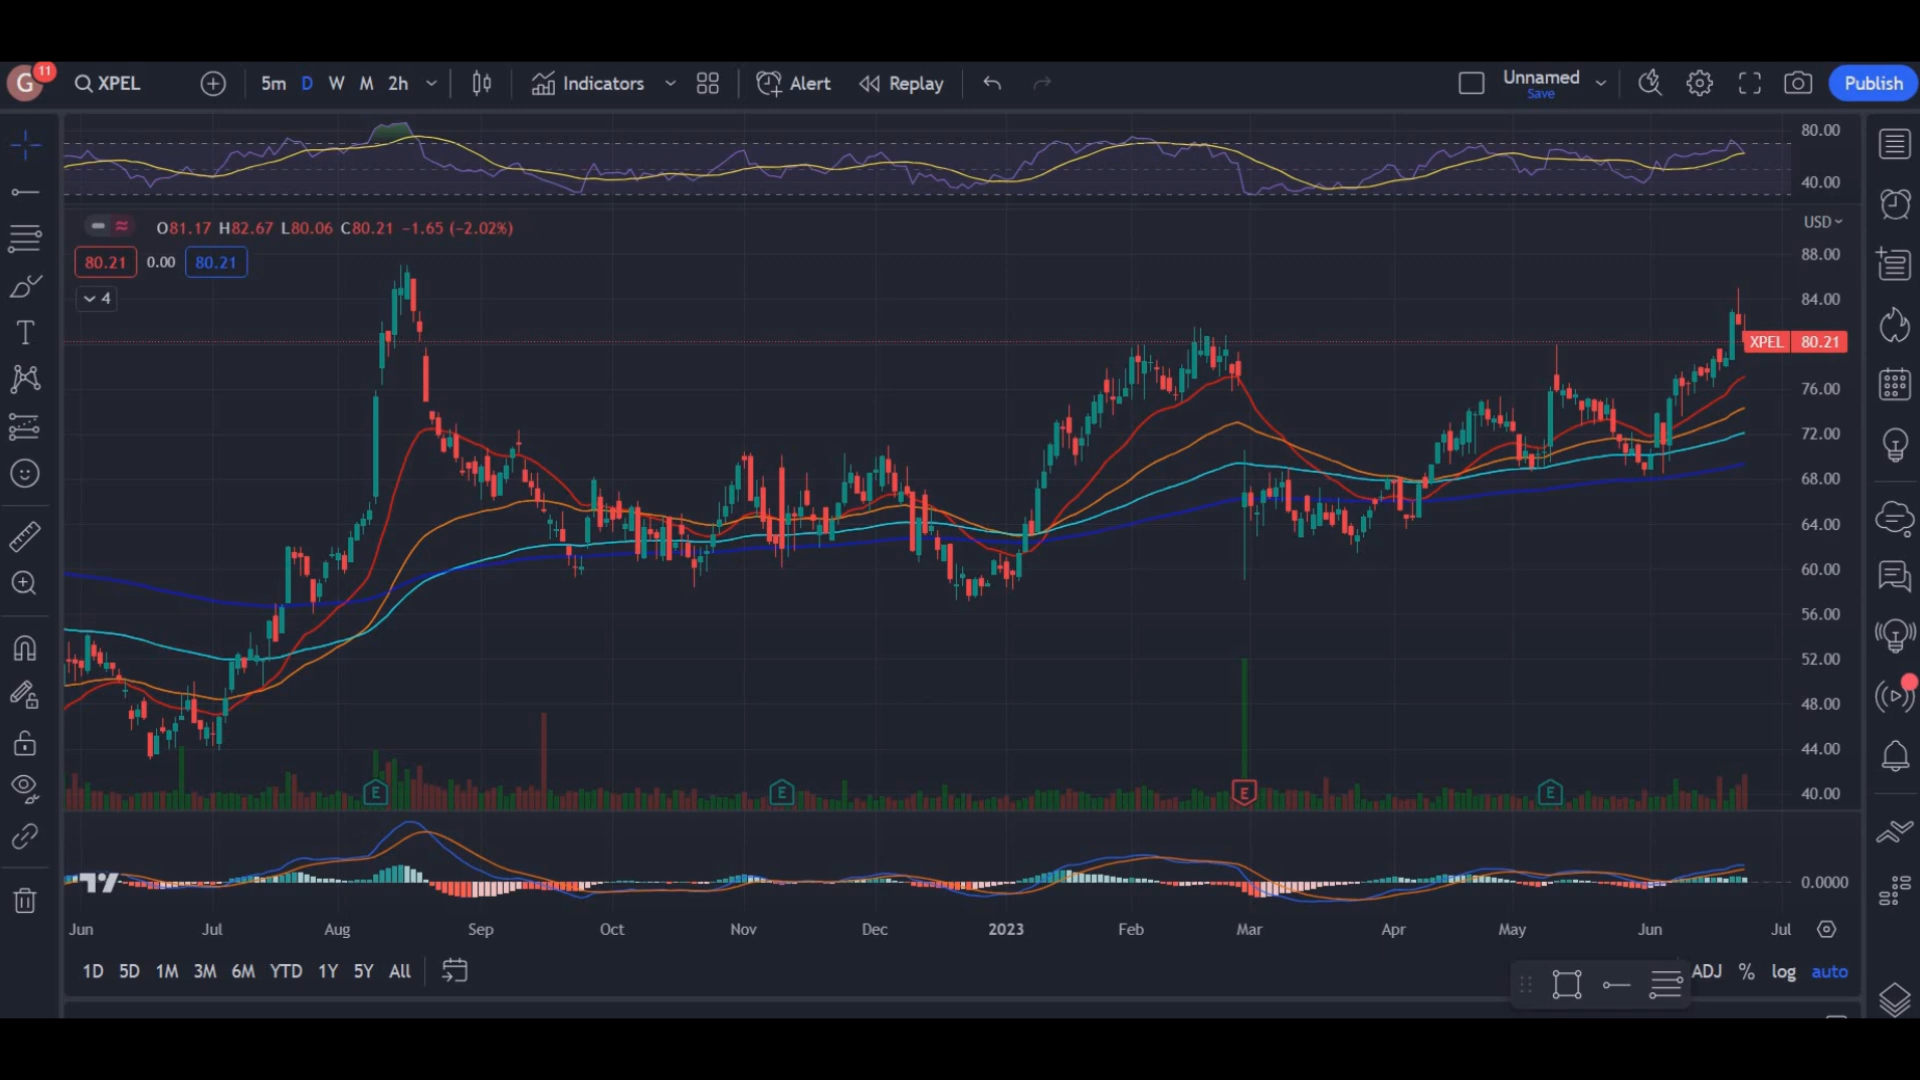 G 11 XPEL 5m D W M 2h Indicators Alert Replay Unnamed Save Publish
80.00
40.00
O81.17 H82.67 L80.06 C80.21 −1.65 (−2.02%)
USD
80.21 0.00 80.21
88.00
4
84.00
XPEL 80.21
76.00
72.00
68.00
64.00
60.00
56.00
52.00
48.00
44.00
E E E E
40.00
0.0000
Jun Jul Aug Sep Oct Nov Dec 2023 Feb Mar Apr May Jun Jul
1D 5D 1M 3M 6M YTD 1Y 5Y All ADJ % log auto